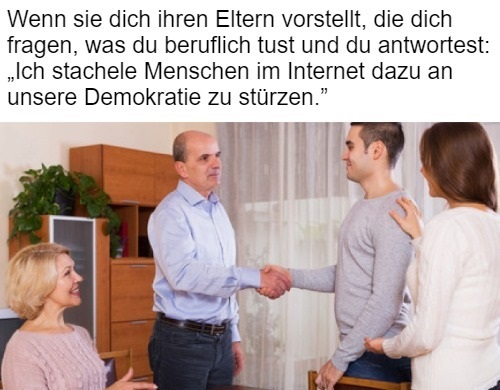 Wenn sie dich ihren Eltern vorstellt, die dich
fragen, was du beruflich tust und du antwortest:
„Ich stachele Menschen im Internet dazu an
unsere Demokratie zu stürzen.”